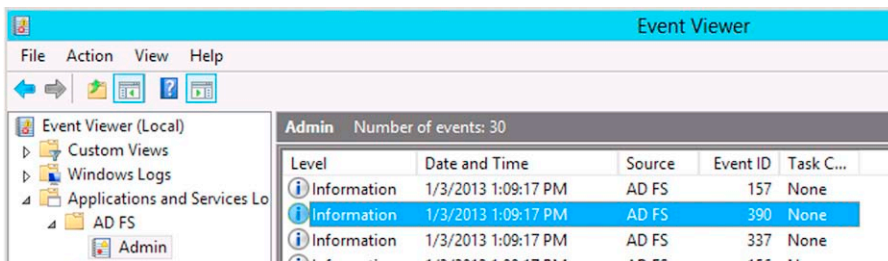 Event Viewer
File Action View Help
Event Viewer (Local)
Custom Views
Windows Logs
Applications and Services Lo
AD FS
Admin
Admin Number of events: 30
Level Date and Time Source Event ID Task C...
Information 1/3/2013 1:09:17 PM AD FS 157 None
Information 1/3/2013 1:09:17 PM AD FS 390 None
Information 1/3/2013 1:09:17 PM AD FS 337 None